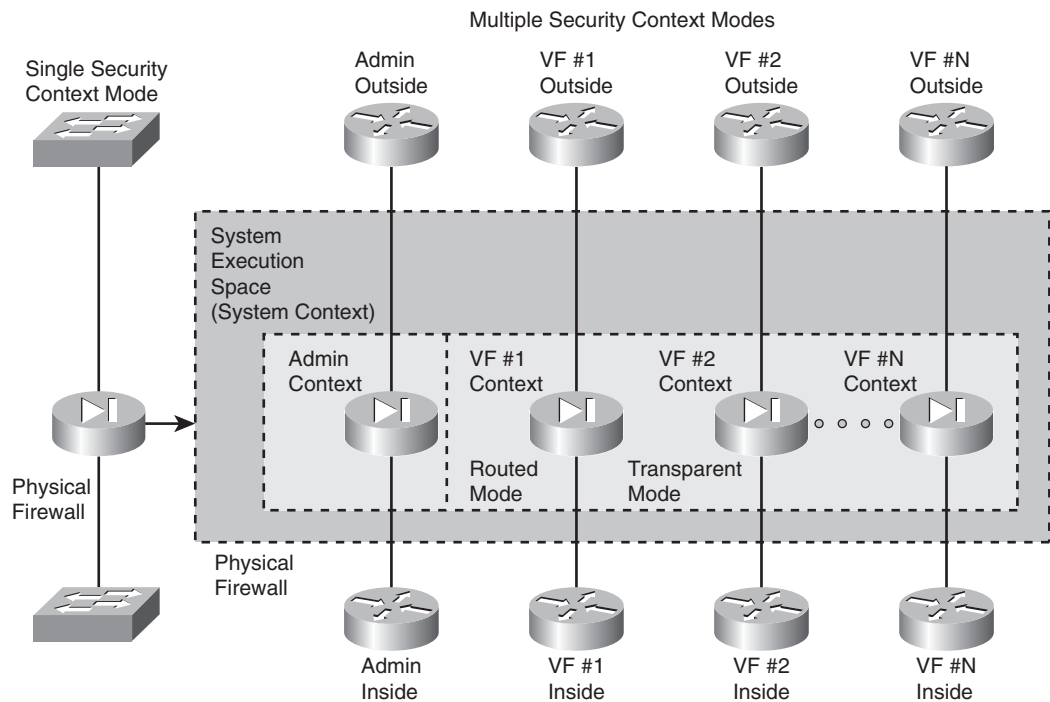 Multiple Security Context Modes
Single Security
Context Mode
Admin
Outside
VF #1
Outside
VF #2
Outside
VF #N
Outside
System
Execution
Space
(System Context)
Admin
Context
VF #1
Context
VF #2
Context
VF #N
Context
Routed
Mode
Transparent
Mode
Physical
Firewall
Physical
Firewall
Admin
Inside
VF #1
Inside
VF #2
Inside
VF #N
Inside